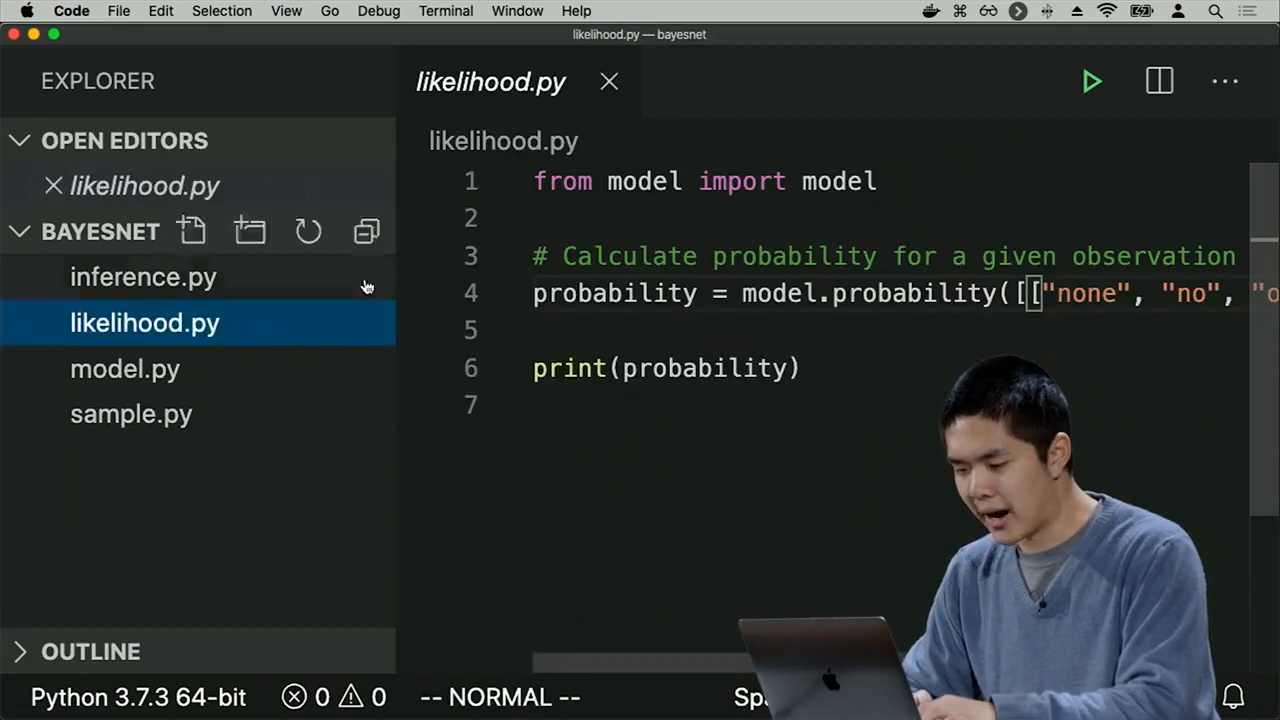 Code File Edit Selection View Go Debug Terminal Window Help
likelihood.py — bayesnet
EXPLORER
OPEN EDITORS
likelihood.py
BAYESNET
inference.py
likelihood.py
model.py
sample.py
OUTLINE
likelihood.py
likelihood.py
1 from model import model
2
3 # Calculate probability for a given observation
4 probability = model.probability([["none", "no", "o
5
6 print(probability)
7
Python 3.7.3 64-bit 0 0 -- NORMAL --